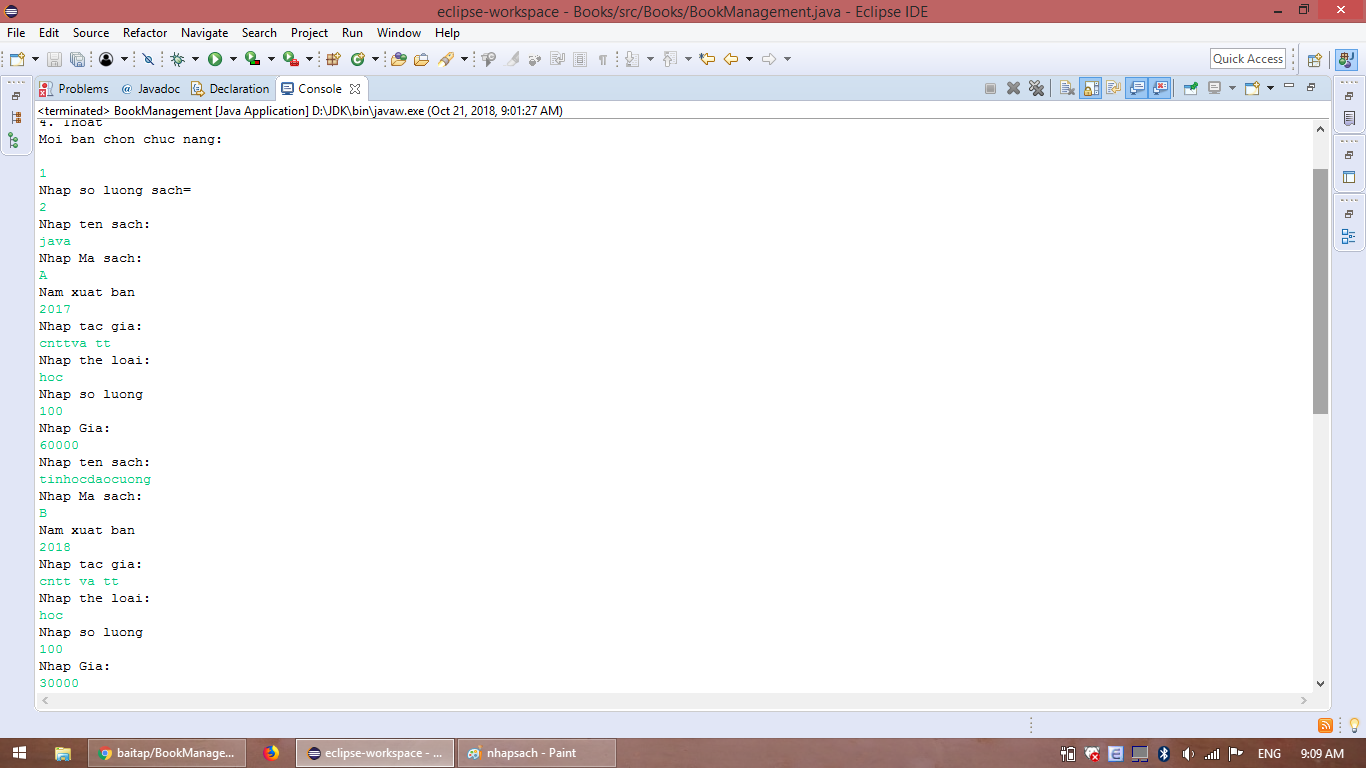 eclipse-workspace - Books/src/Books/BookManagement.java - Eclipse IDE
File Edit Source Refactor Navigate Search Project Run Window Help
Quick Access
Problems @ Javadoc Declaration Console
<terminated> BookManagement [Java Application] D:\JDK\bin\javaw.exe (Oct 21, 2018, 9:01:27 AM)
4. Thoat
Moi ban chon chuc nang:
1
Nhap so luong sach=
2
Nhap ten sach:
java
Nhap Ma sach:
A
Nam xuat ban
2017
Nhap tac gia:
cnttva tt
Nhap the loai:
hoc
Nhap so luong
100
Nhap Gia:
60000
Nhap ten sach:
tinhocdaocuong
Nhap Ma sach:
B
Nam xuat ban
2018
Nhap tac gia:
cntt va tt
Nhap the loai:
hoc
Nhap so luong
100
Nhap Gia:
30000
baitap/BookManage... eclipse-workspace - ... nhapsach - Paint ENG 9:09 AM